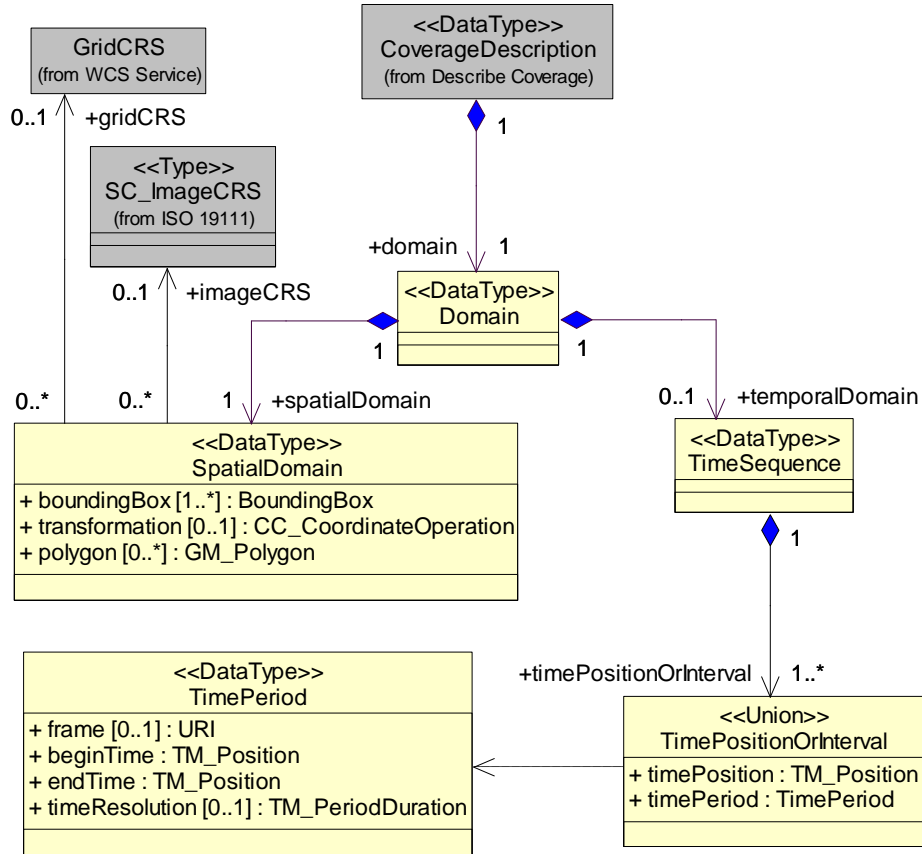 GridCRS
(from WCS Service)
<<DataType>>
CoverageDescription
(from Describe Coverage)
0..1
+gridCRS
1
<<Type>>
SC_ImageCRS
(from ISO 19111)
+domain
1
0..1
+imageCRS
<<DataType>>
Domain
1
1
0..*
0..*
1
+spatialDomain
0..1
+temporalDomain
<<DataType>>
SpatialDomain
+ boundingBox [1..*] : BoundingBox
+ transformation [0..1] : CC_CoordinateOperation
+ polygon [0..*] : GM_Polygon
<<DataType>>
TimeSequence
1
+timePositionOrInterval
1..*
<<DataType>>
TimePeriod
+ frame [0..1] : URI
+ beginTime : TM_Position
+ endTime : TM_Position
+ timeResolution [0..1] : TM_PeriodDuration
<<Union>>
TimePositionOrInterval
+ timePosition : TM_Position
+ timePeriod : TimePeriod